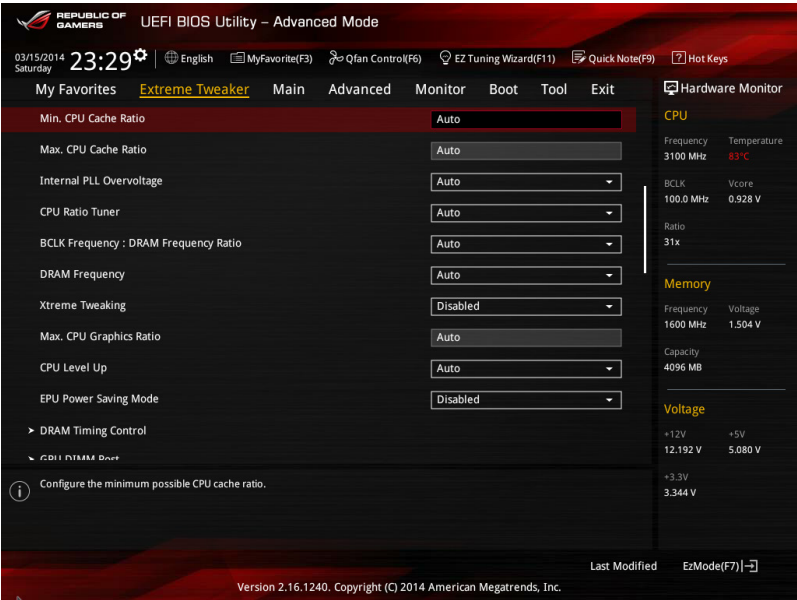 REPUBLIC OF GAMERS UEFI BIOS Utility – Advanced Mode
03/15/2014 Saturday 23:29 English MyFavorite(F3) Qfan Control(F6) EZ Tuning Wizard(F11) Quick Note(F9) ? Hot Keys
My Favorites Extreme Tweaker Main Advanced Monitor Boot Tool Exit Hardware Monitor
Min. CPU Cache Ratio Auto
Max. CPU Cache Ratio Auto
Internal PLL Overvoltage Auto
CPU Ratio Tuner Auto
BCLK Frequency : DRAM Frequency Ratio Auto
DRAM Frequency Auto
Xtreme Tweaking Disabled
Max. CPU Graphics Ratio Auto
CPU Level Up Auto
EPU Power Saving Mode Disabled
> DRAM Timing Control
> GPU DIMM Post
CPU
Frequency Temperature
3100 MHz 83°C
BCLK Vcore
100.0 MHz 0.928 V
Ratio
31x
Memory
Frequency Voltage
1600 MHz 1.504 V
Capacity
4096 MB
Voltage
+12V +5V
12.192 V 5.080 V
+3.3V
3.344 V
i Configure the minimum possible CPU cache ratio.
Last Modified EzMode(F7)
Version 2.16.1240. Copyright (C) 2014 American Megatrends, Inc.